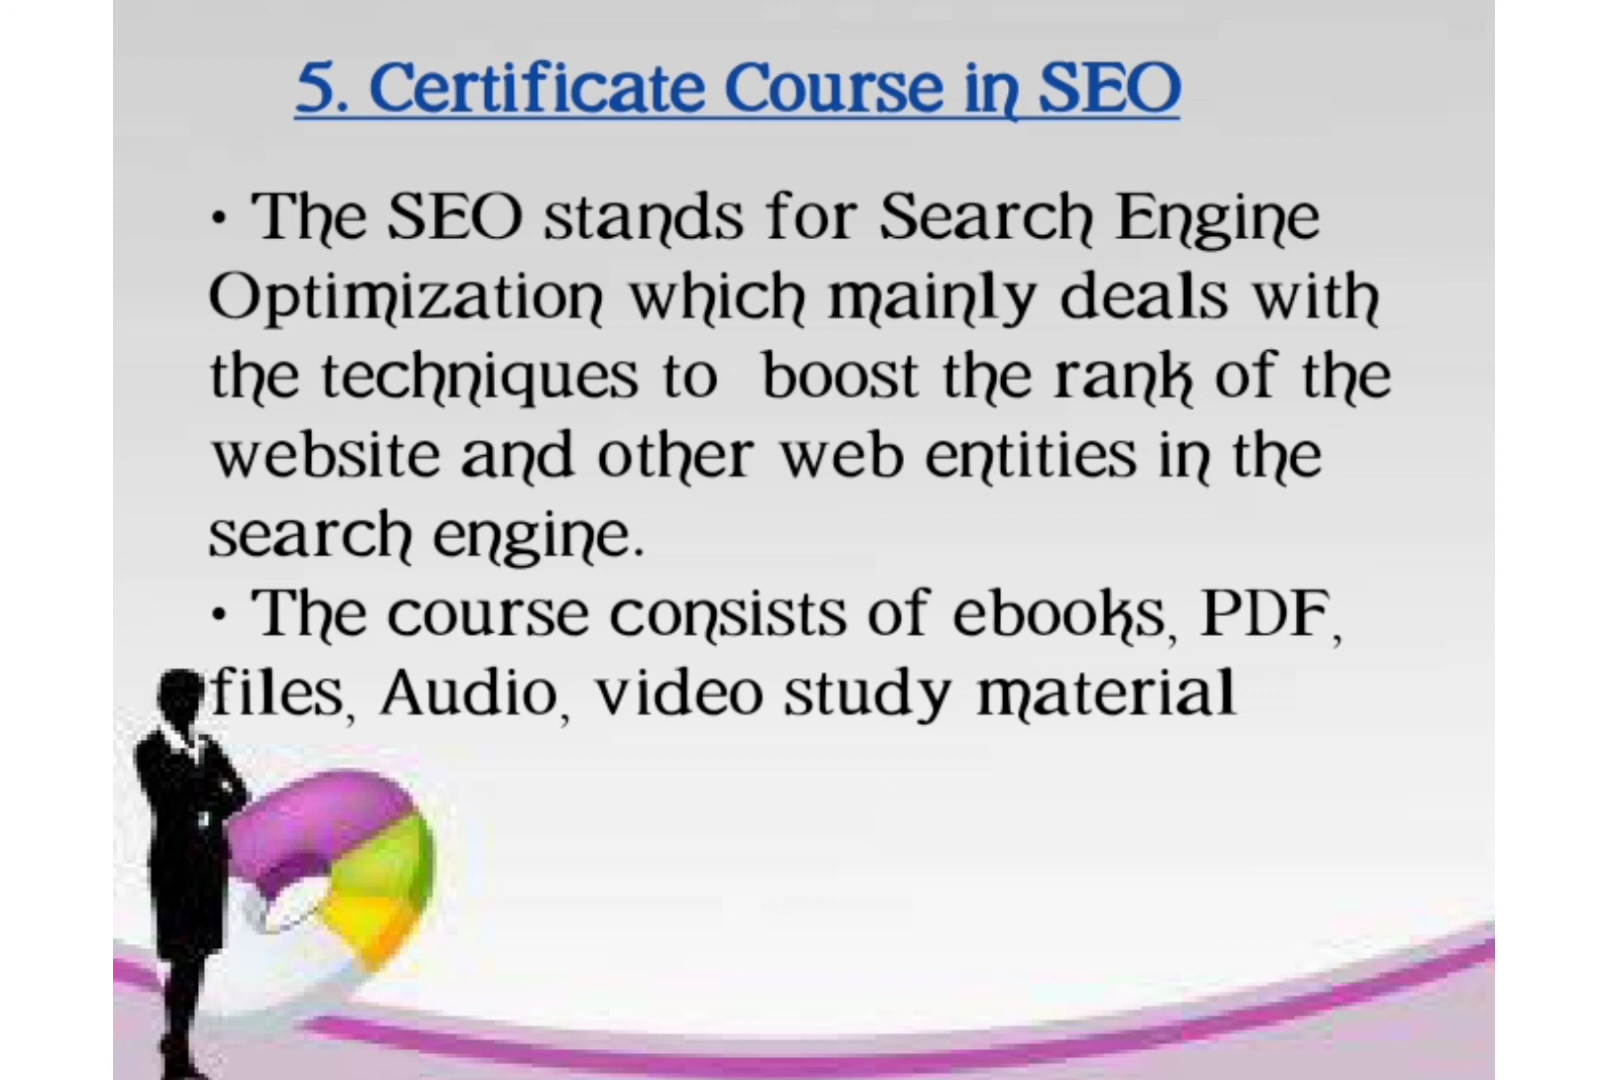 5. Certificate Course in SEO
• The SEO stands for Search Engine
Optimization which mainly deals with
the techniques to  boost the rank of the
website and other web entities in the
search engine.
• The course consists of ebooks, PDF,
files, Audio, video study material